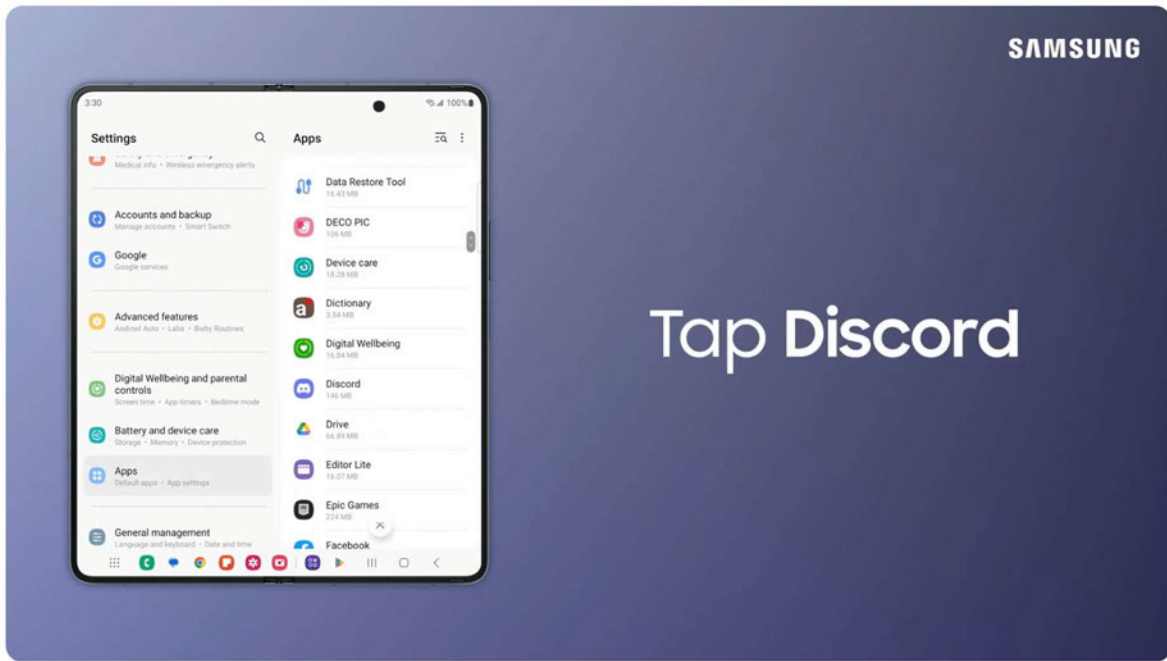 SAMSUNG
3:30
100%
Settings
Medical info • Wireless emergency alerts
Accounts and backup
Manage accounts • Smart Switch
Google
Google services
Advanced features
Android Auto • Labs • Bixby Routines
Digital Wellbeing and parental
controls
Screen time • App timers • Bedtime mode
Battery and device care
Storage • Memory • Device protection
Apps
Default apps • App settings
General management
Language and keyboard • Date and time
Apps
Data Restore Tool
16.43 MB
DECO PIC
106 MB
Device care
18.28 MB
Dictionary
3.54 MB
Digital Wellbeing
16.84 MB
Discord
146 MB
Drive
66.89 MB
Editor Lite
16.07 MB
Epic Games
224 MB
Facebook
Tap Discord